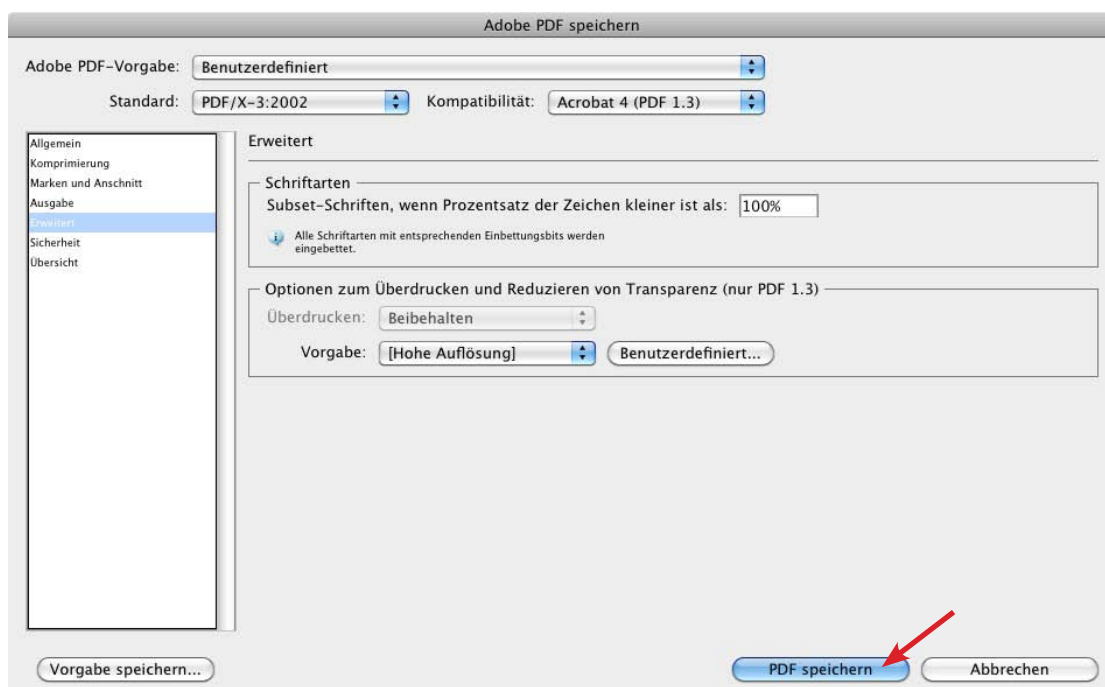 Adobe PDF speichern
Adobe PDF-Vorgabe: Benutzerdefiniert
Standard: PDF/X-3:2002 Kompatibilität: Acrobat 4 (PDF 1.3)
Allgemein
Komprimierung
Marken und Anschnitt
Ausgabe
Erweitert
Sicherheit
Übersicht
Erweitert
Schriftarten
Subset-Schriften, wenn Prozentsatz der Zeichen kleiner ist als: 100%
Alle Schriftarten mit entsprechenden Einbettungsbits werden
eingebettet.
Optionen zum Überdrucken und Reduzieren von Transparenz (nur PDF 1.3)
Überdrucken: Beibehalten
Vorgabe: [Hohe Auflösung] Benutzerdefiniert...
Vorgabe speichern... PDF speichern Abbrechen